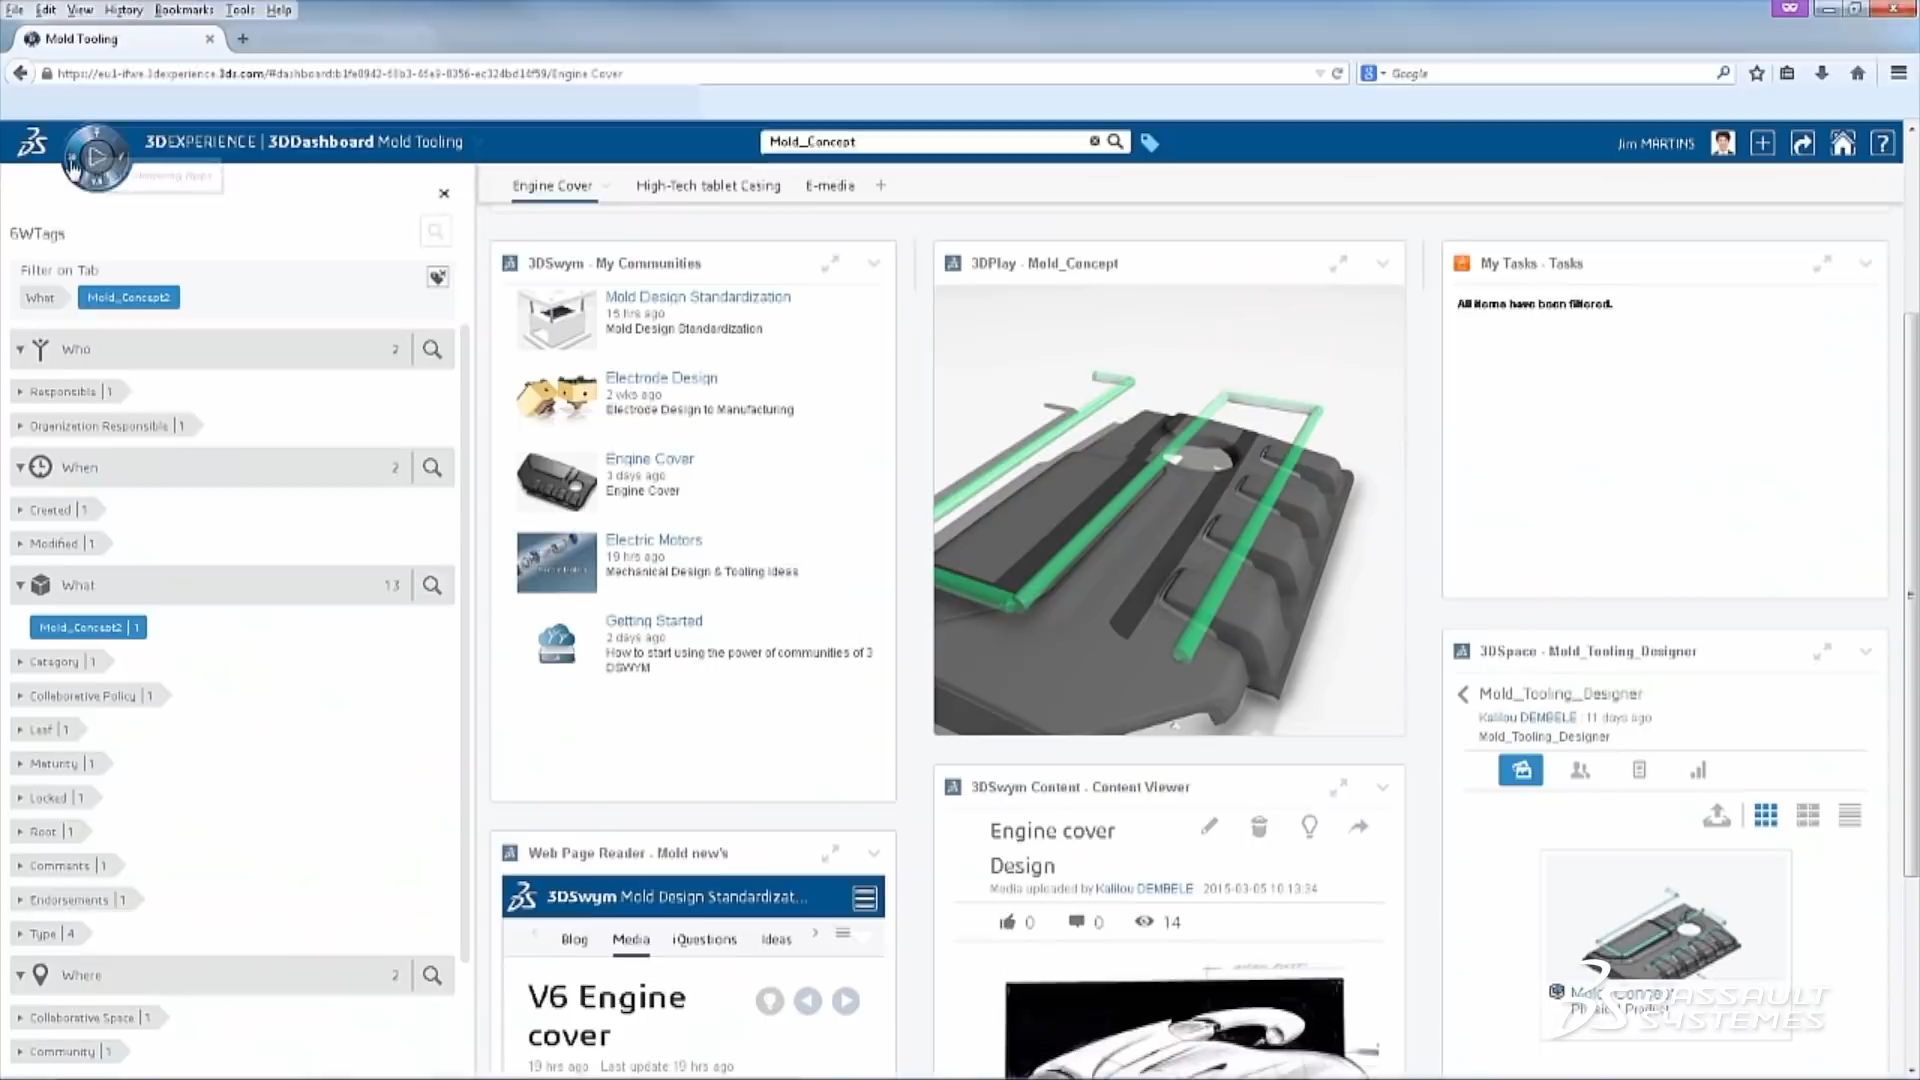 File Edit View History Bookmarks Tools Help
Mold Tooling
Google
3DEXPERIENCE | 3DDashboard Mold Tooling
Mold_Concept
Jim MARTINS
Engine Cover
High-Tech tablet Casing
E-media
6WTags
Filter on Tab
What
Mold_Concept2
Who 2
Responsible | 1
Organization Responsible | 1
When 2
Created | 1
Modified | 1
What 13
Mold_Concept2 | 1
Category | 1
Collaborative Policy | 1
Leaf | 1
Maturity | 1
Locked | 1
Root | 1
Comments | 1
Endorsements | 1
Type | 4
Where 2
Collaborative Space | 1
Community | 1
3DSwym - My Communities
Mold Design Standardization
15 hrs ago
Mold Design Standardization
Electrode Design
2 wks ago
Electrode Design to Manufacturing
Engine Cover
3 days ago
Engine Cover
Electric Motors
19 hrs ago
Mechanical Design & Tooling Ideas
Getting Started
2 days ago
How to start using the power of communities of 3
DSWYM
Web Page Reader - Mold new's
3DSwym Mold Design Standardizat...
Blog Media iQuestions Ideas
V6 Engine
cover
19 hrs ago Last update 19 hrs ago
3DPlay - Mold_Concept
3DSwym Content - Content Viewer
Engine cover
Design
Media uploaded by Kalilou DEMBELE 2015-03-05 10:13:34
0 0 14
My Tasks - Tasks
All items have been filtered.
3DSpace - Mold_Tooling_Designer
Mold_Tooling_Designer
Kalilou DEMBELE 11 days ago
Mold_Tooling_Designer
DASSAULT
SYSTEMES